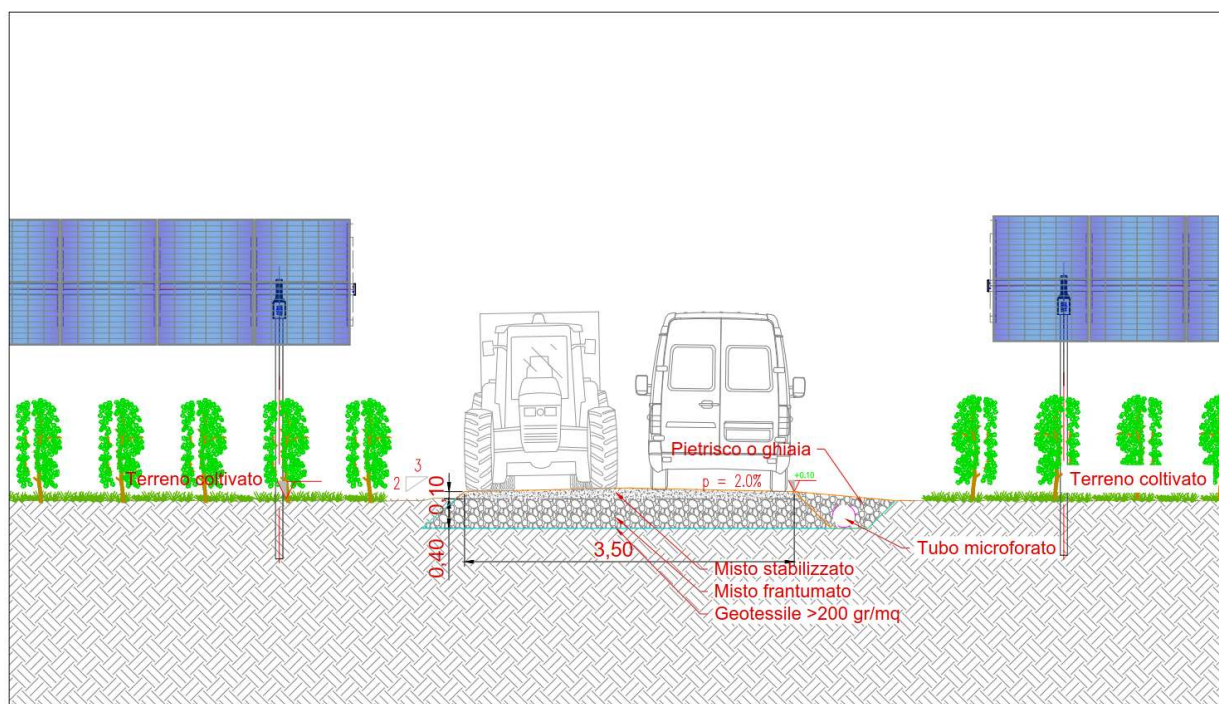 Pietrisco o ghiaia
3
2
Terreno coltivato
0,10
p = 2.0%
+0.10
Terreno coltivato
0,40
3,50
Tubo microforato
Misto stabilizzato
Misto frantumato
Geotessile >200 gr/mq